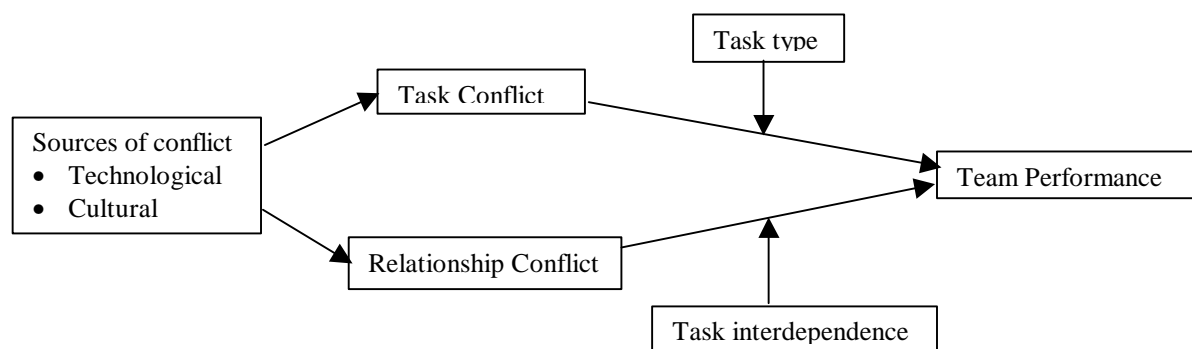 Task type
Task Conflict
Sources of conflict
• Technological
• Cultural
Team Performance
Relationship Conflict
Task interdependence